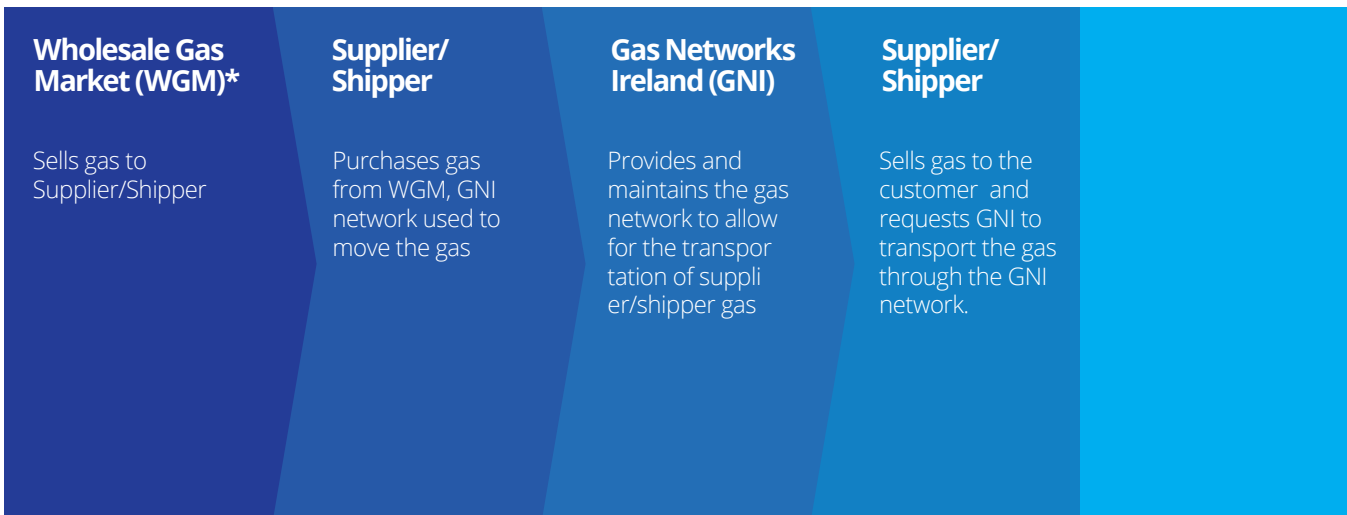 Wholesale Gas
Market (WGM)*
Sells gas to
Supplier/Shipper
Supplier/
Shipper
Purchases gas
from WGM, GNI
network used to
move the gas
Gas Networks
Ireland (GNI)
Provides and
maintains the gas
network to allow
for the transpor
tation of suppli
er/shipper gas
Supplier/
Shipper
Sells gas to the
customer and
requests GNI to
transport the gas
through the GNI
network.